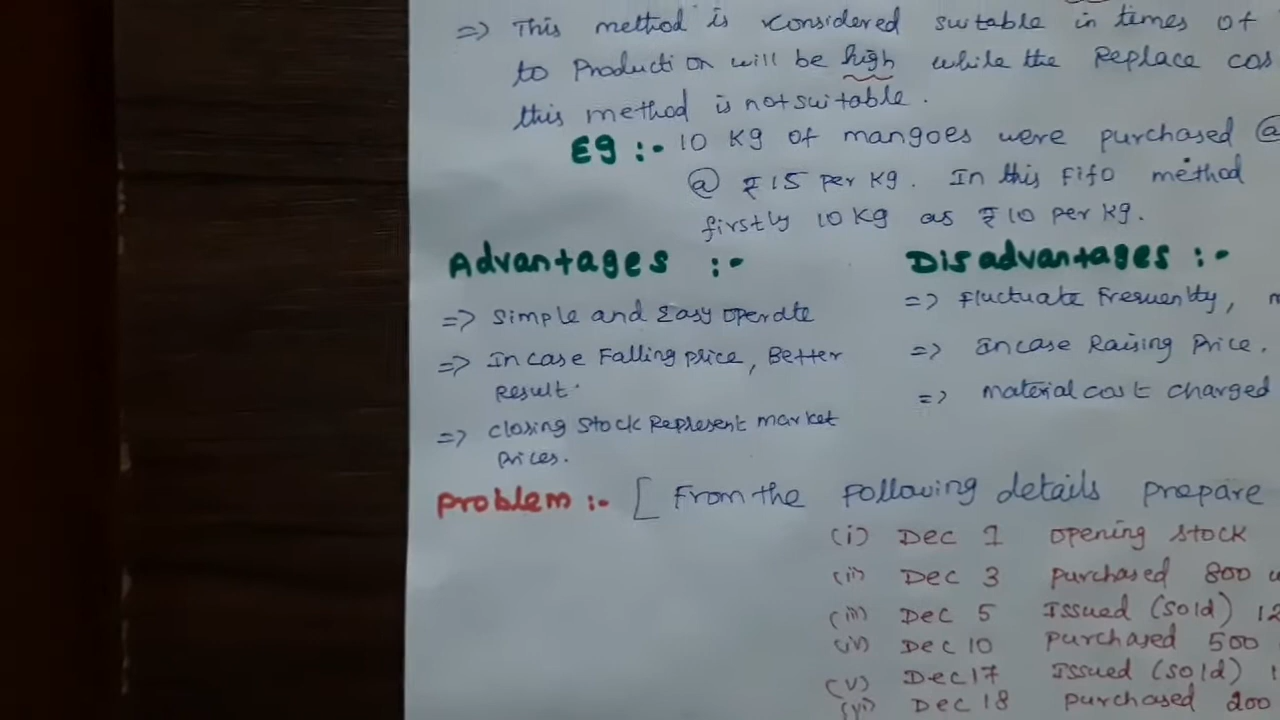 => This method is considered suitable in times of
to Production will be high while the Replace cos
this method is not suitable.
Eg :- 10 Kg of mangoes were purchased @
@ ₹15 per Kg. In this Fifo method
firstly 10 Kg as ₹10 per Kg.
Advantages :- Disadvantages :-
=> Simple and Easy operate => Fluctuate Frequently,
=> In case Falling price, Better => Incase Raising Price.
Result. => material cost charged
=> closing Stock Represent market
Prices.
Problem :- [ From the following details prepare
(i) Dec 1 opening stock
(ii) Dec 3 purchased 800
(iii) Dec 5 Issued (sold) 12
(iv) Dec 10 purchased 500
(v) Dec 17 Issued (sold) 1
(vi) Dec 18 purchased 200